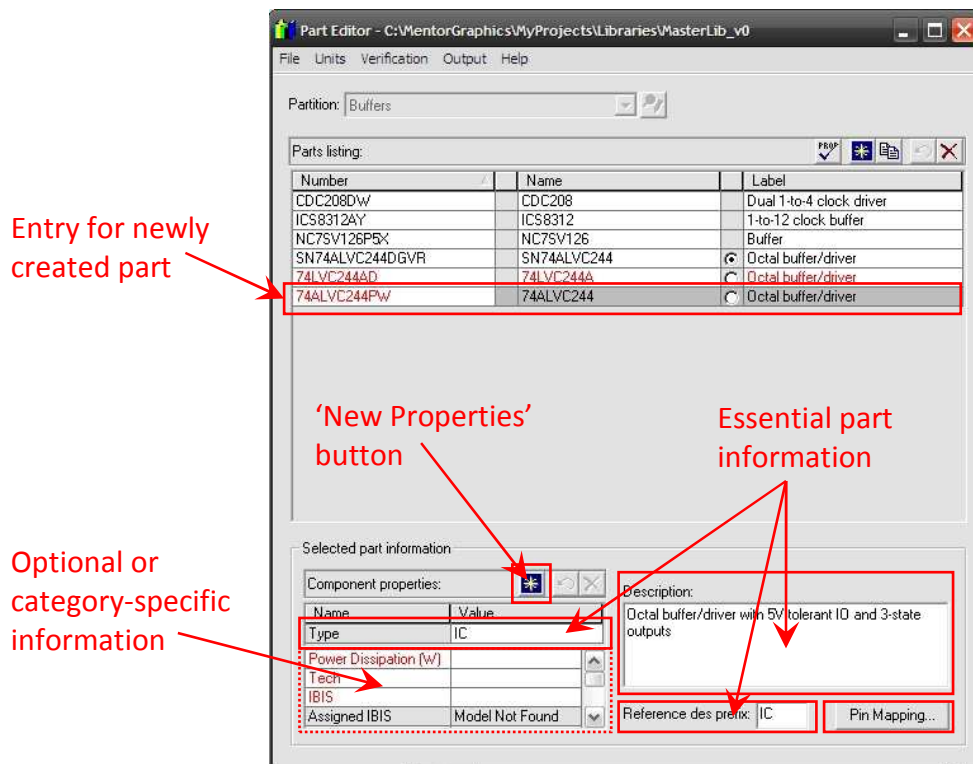 Part Editor - C:\MentorGraphics\MyProjects\Libraries\MasterLib_v0
File Units Verification Output Help
Partition: Buffers
Parts listing:
PROP
Number Name Label
CDC208DW CDC208 Dual 1-to-4 clock driver
ICS8312AY ICS8312 1-to-12 clock buffer
NC7SV126P5X NC7SV126 Buffer
SN74ALVC244DGVR SN74ALVC244 Octal buffer/driver
74LVC244AD 74LVC244A Octal buffer/driver
74ALVC244PW 74ALVC244 Octal buffer/driver
Entry for newly
created part
‘New Properties’
button
Essential part
information
Optional or
category-specific
information
Selected part information
Component properties:
Name Value
Type IC
Power Dissipation (W)
Tech
IBIS
Assigned IBIS Model Not Found
Description:
Octal buffer/driver with 5V tolerant IO and 3-state
outputs
Reference des prefix: IC
Pin Mapping...